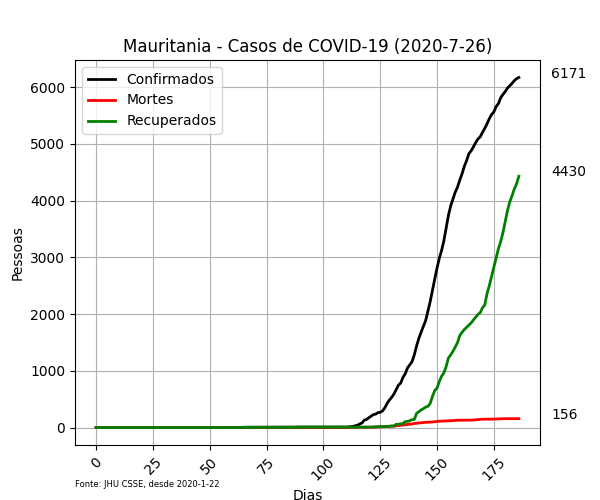 Mauritania - Casos de COVID-19 (2020-7-26)
Confirmados
Mortes
Recuperados
6171
4430
156
Pessoas
6000
5000
4000
3000
2000
1000
0
0
25
50
75
100
125
150
175
Fonte: JHU CSSE, desde 2020-1-22
Dias